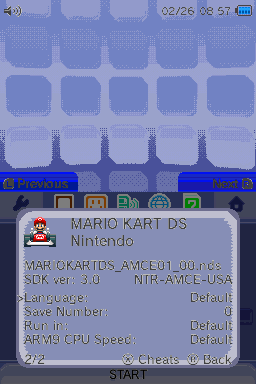 02/26 08:57
Previous
Next
MARIO KART DS
Nintendo
MARIOKARTDS_AMCE01_00.nds
SDK ver: 3.0 NTR-AMCE-USA
>Language: Default
Save Number: 0
Run in: Default
ARM9 CPU Speed: Default
2/2 Ⓧ Cheats Ⓑ Back
START